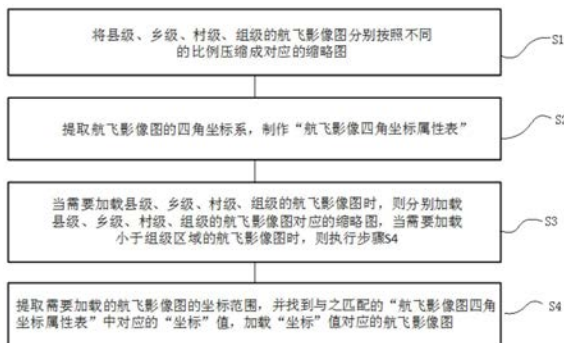 将县级、乡级、村级、组级的航飞影像图分别按照不同
的比例压缩成对应的缩略图
S1
提取航飞影像图的四角坐标系，制作“航飞影像四角坐标属性表”
S2
当需要加载县级、乡级、村级、组级的航飞影像图时，则分别加载
县级、乡级、村级、组级的航飞影像图对应的缩略图，当需要加载
小于组级区域的航飞影像图时，则执行步骤S4
S3
提取需要加载的航飞影像图的坐标范围，并找到与之匹配的“航飞影像图四角
坐标属性表”中对应的“坐标”值，加载“坐标”值对应的航飞影像图
S4